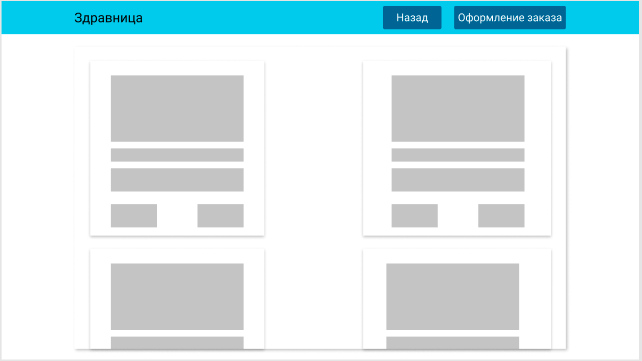 Здравница
Назад
Оформление заказа